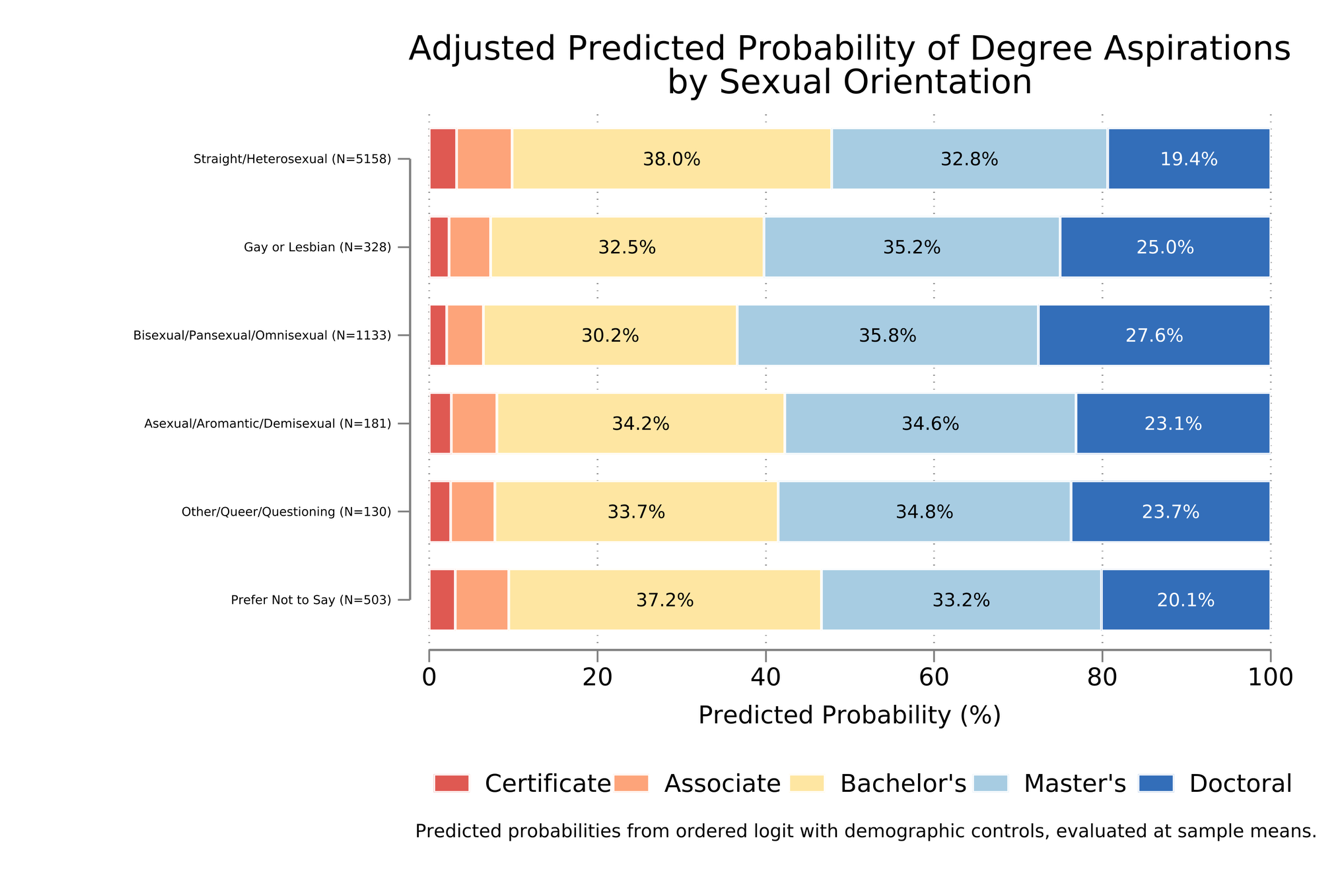 Adjusted Predicted Probability of Degree Aspirations
by Sexual Orientation
Straight/Heterosexual (N=5158) 38.0% 32.8% 19.4%
Gay or Lesbian (N=328) 32.5% 35.2% 25.0%
Bisexual/Pansexual/Omnisexual (N=1133) 30.2% 35.8% 27.6%
Asexual/Aromantic/Demisexual (N=181) 34.2% 34.6% 23.1%
Other/Queer/Questioning (N=130) 33.7% 34.8% 23.7%
Prefer Not to Say (N=503) 37.2% 33.2% 20.1%
0 20 40 60 80 100
Predicted Probability (%)
Certificate Associate Bachelor's Master's Doctoral
Predicted probabilities from ordered logit with demographic controls, evaluated at sample means.